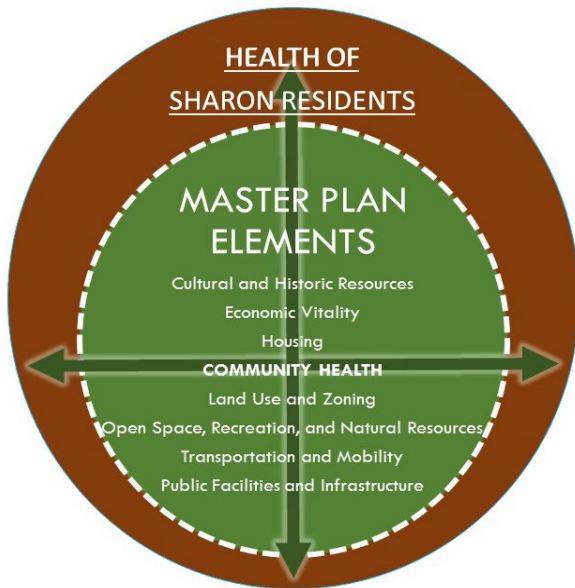 HEALTH OF
SHARON RESIDENTS
MASTER PLAN
ELEMENTS
Cultural and Historic Resources
Economic Vitality
Housing
COMMUNITY HEALTH
Land Use and Zoning
Open Space, Recreation, and Natural Resources
Transportation and Mobility
Public Facilities and Infrastructure